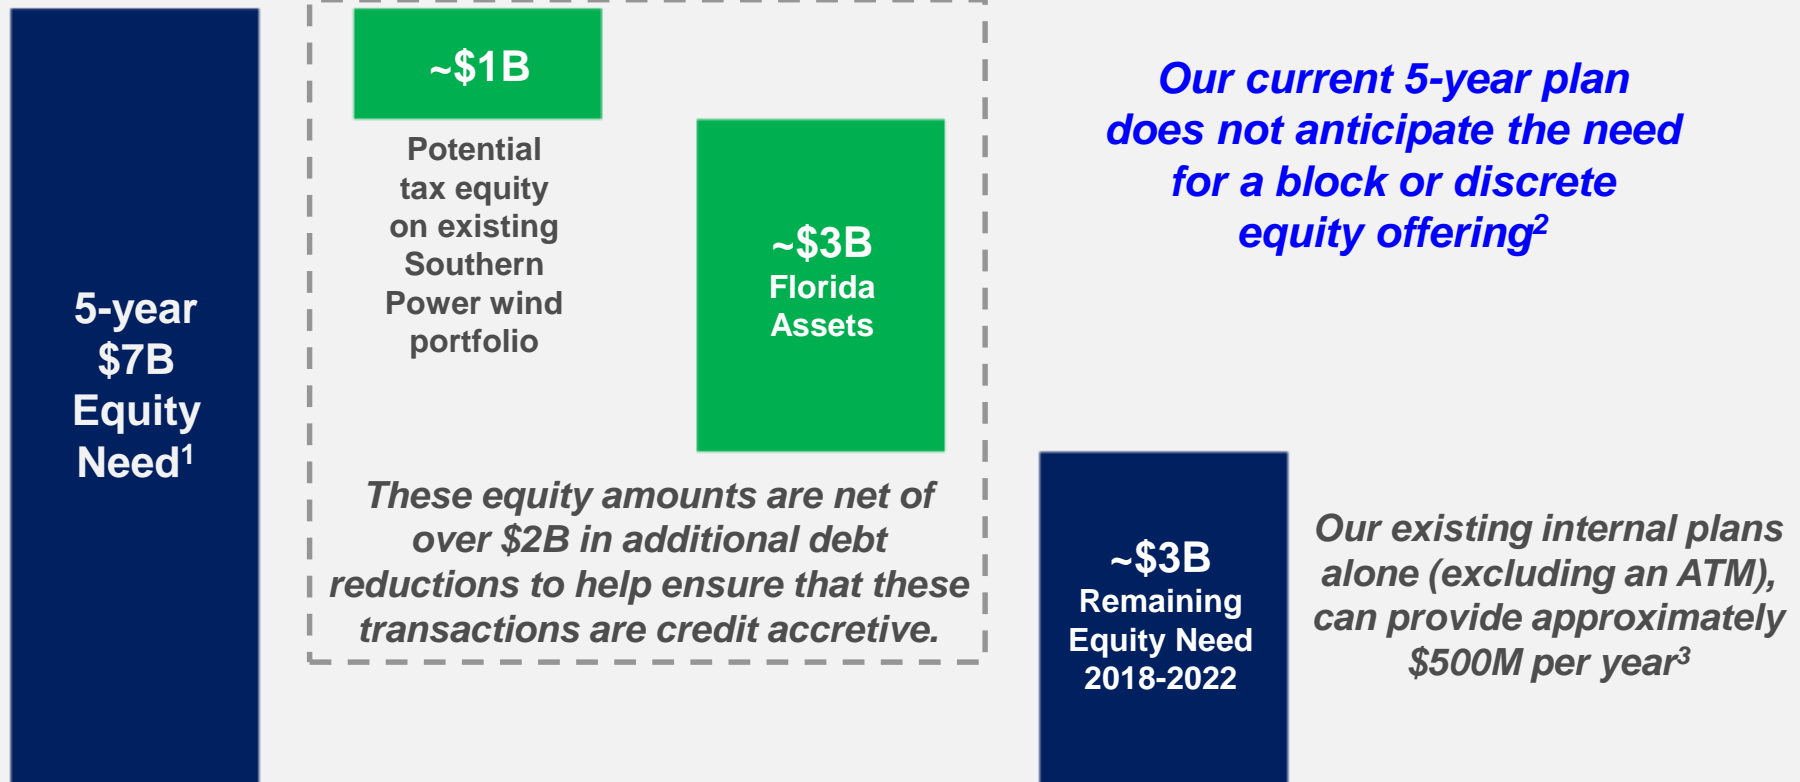 5-year
$7B
Equity
Need¹
~$1B
Potential
tax equity
on existing
Southern
Power wind
portfolio
~$3B
Florida
Assets
These equity amounts are net of
over $2B in additional debt
reductions to help ensure that these
transactions are credit accretive.
Our current 5-year plan
does not anticipate the need
for a block or discrete
equity offering²
~$3B
Remaining
Equity Need
2018-2022
Our existing internal plans
alone (excluding an ATM),
can provide approximately
$500M per year³